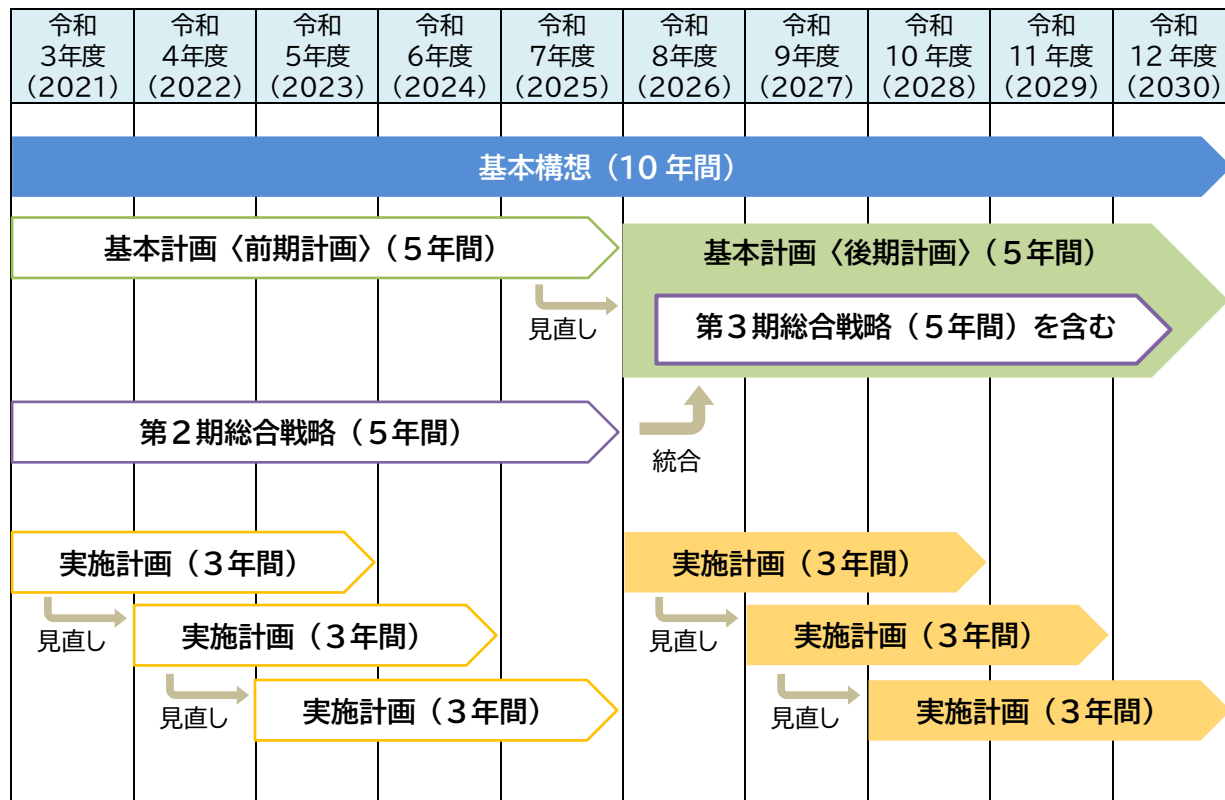 令和
3年度
(2021)
令和
4年度
(2022)
令和
5年度
(2023)
令和
6年度
(2024)
令和
7年度
(2025)
令和
8年度
(2026)
令和
9年度
(2027)
令和
10 年度
(2028)
令和
11 年度
(2029)
令和
12 年度
(2030)
基本構想（10 年間）
基本計画〈前期計画〉（５年間）
基本計画〈後期計画〉（５年間）
見直し
第３期総合戦略（５年間）を含む
第２期総合戦略（５年間）
統合
実施計画（３年間）
実施計画（３年間）
見直し
実施計画（３年間）
見直し
実施計画（３年間）
見直し
実施計画（３年間）
見直し
実施計画（３年間）